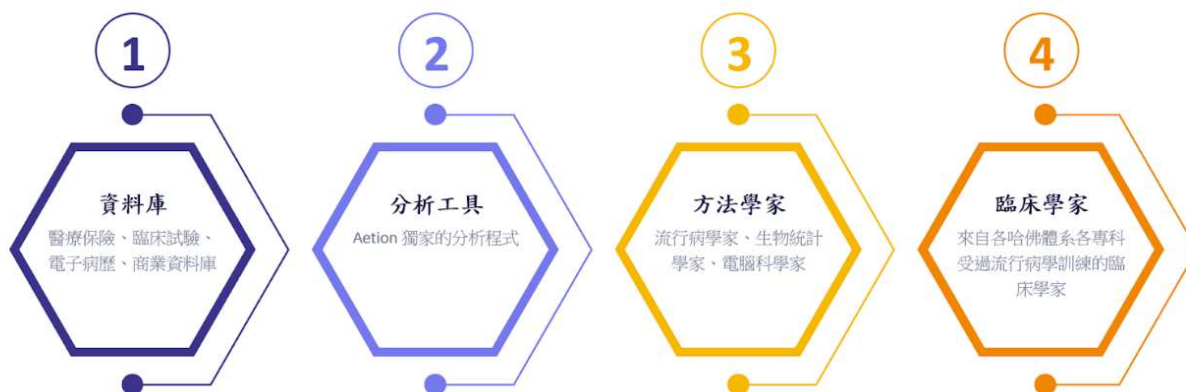 1
2
3
4
資料庫
醫療保險、臨床試驗、
電子病歷、商業資料庫
分析工具
Aetion 獨家的分析程式
方法學家
流行病學家、生物統計
學家、電腦科學家
臨床學家
來自各哈佛體系各專科
受過流行病學訓練的臨
床學家